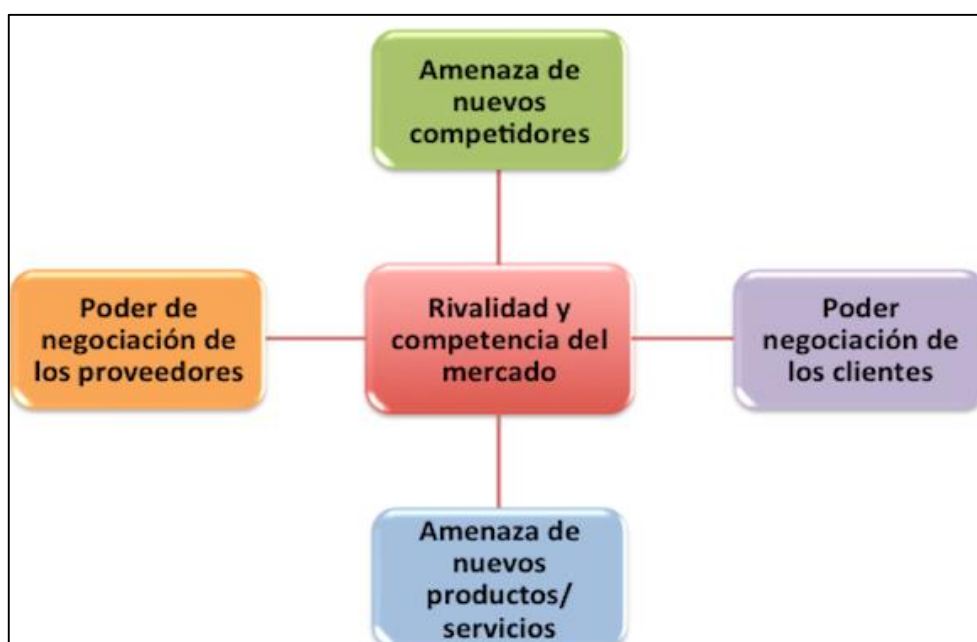 Amenaza de
nuevos
competidores
Poder de
negociación de
los proveedores
Rivalidad y
competencia del
mercado
Poder
negociación de
los clientes
Amenaza de
nuevos
productos/
servicios